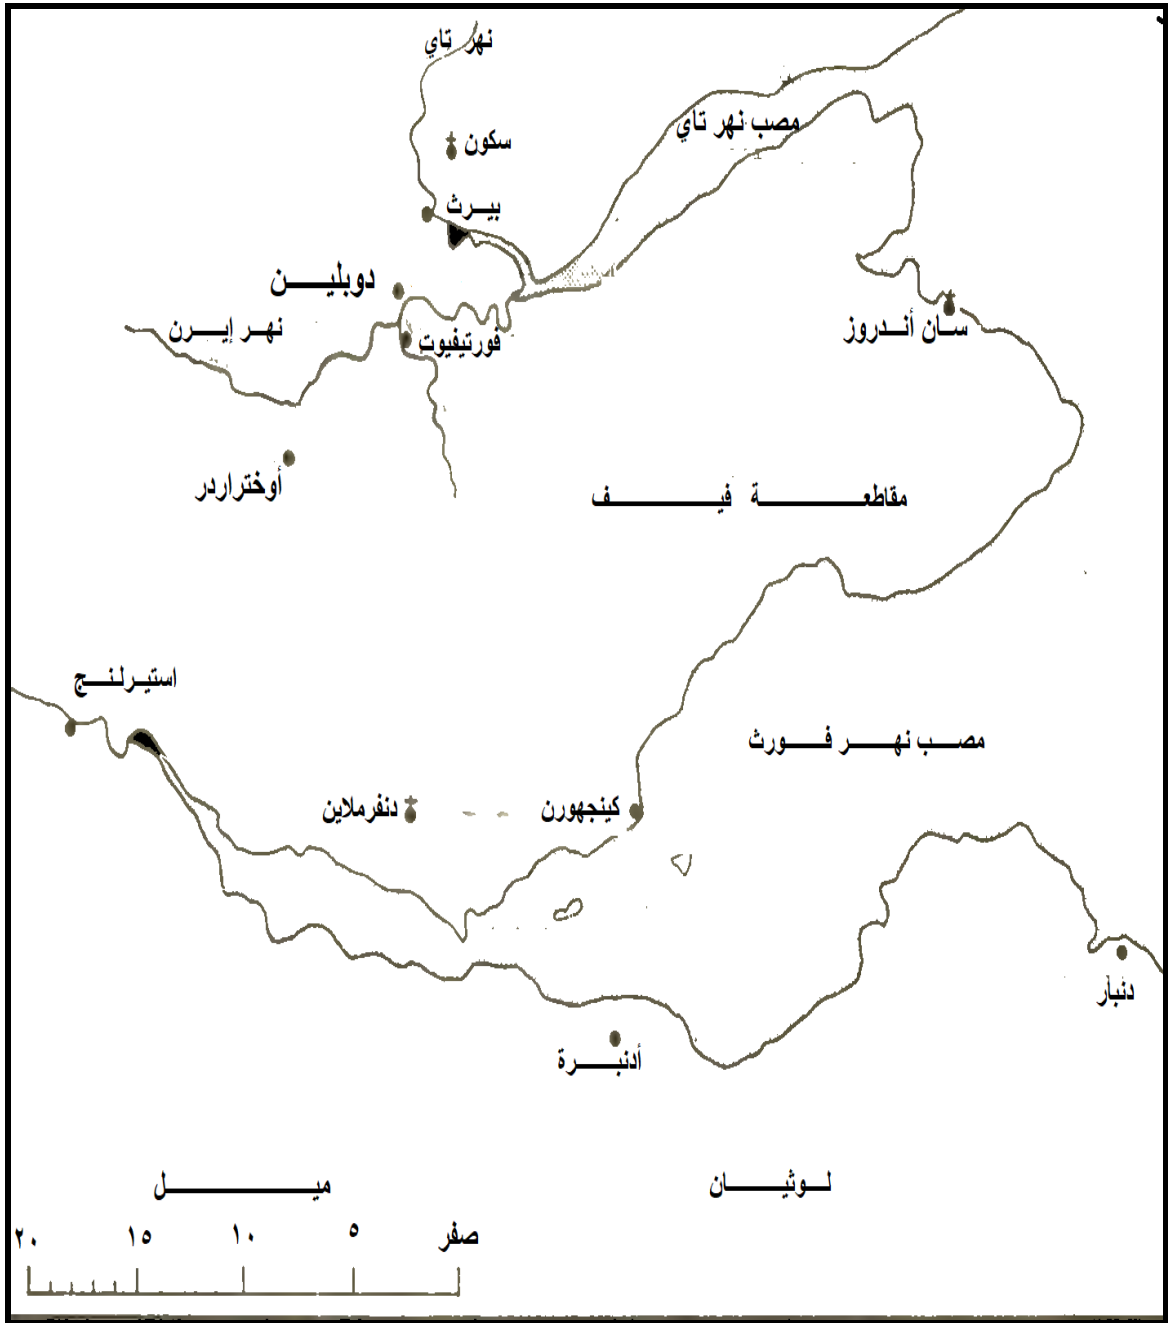 نهر تاي
مصب نهر تاي
سكون
بيرث
دوبلين
نهر إيرن
فورتيفيوت
سان أندروز
أوختراردر
مقاطعة فيف
استيرلنج
مصب نهر فورث
دنفرملاين
كينجهورن
دنبار
أدنبرة
لوثيان
ميل
٢٠ ١٥ ١٠ ٥ صفر